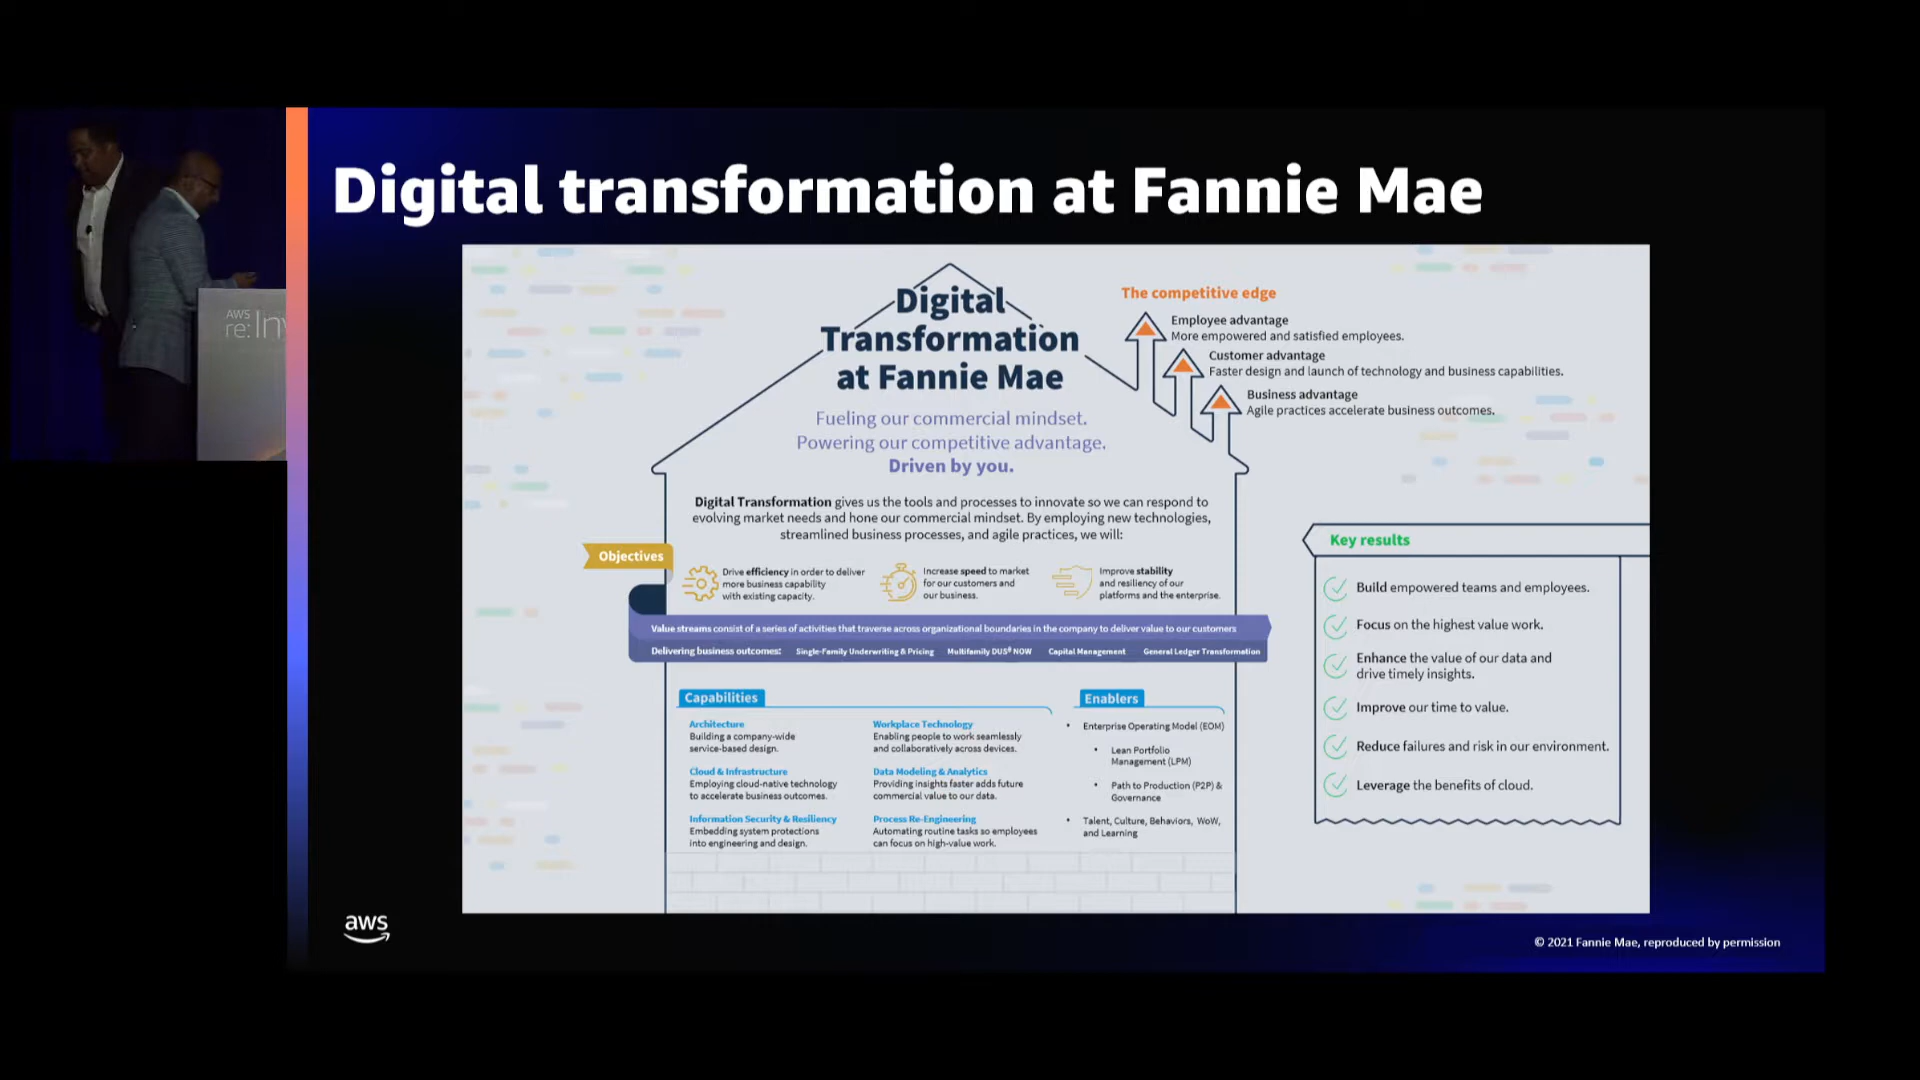 Digital transformation at Fannie Mae
AWS
re:Inv
Digital
Transformation
at Fannie Mae
Fueling our commercial mindset.
Powering our competitive advantage.
Driven by you.
The competitive edge
Employee advantage
More empowered and satisfied employees.
Customer advantage
Faster design and launch of technology and business capabilities.
Business advantage
Agile practices accelerate business outcomes.
Digital Transformation gives us the tools and processes to innovate so we can respond to
evolving market needs and hone our commercial mindset. By employing new technologies,
streamlined business processes, and agile practices, we will:
Objectives
Drive efficiency in order to deliver
more business capability
with existing capacity.
Increase speed to market
for our customers and
our business.
Improve stability
and resiliency of our
platforms and the enterprise.
Value streams consist of a series of activities that traverse across organizational boundaries in the company to deliver value to our customers
Delivering business outcomes: Single-Family Underwriting & Pricing Multifamily DUS® NOW Capital Management General Ledger Transformation
Capabilities
Architecture
Building a company-wide
service-based design.
Cloud & Infrastructure
Employing cloud-native technology
to accelerate business outcomes.
Information Security & Resiliency
Embedding system protections
into engineering and design.
Workplace Technology
Enabling people to work seamlessly
and collaboratively across devices.
Data Modeling & Analytics
Providing insights faster adds future
commercial value to our data.
Process Re-Engineering
Automating routine tasks so employees
can focus on high-value work.
Enablers
• Enterprise Operating Model (EOM)
• Lean Portfolio
Management (LPM)
• Path to Production (P2P) &
Governance
• Talent, Culture, Behaviors, WoW,
and Learning
Key results
Build empowered teams and employees.
Focus on the highest value work.
Enhance the value of our data and
drive timely insights.
Improve our time to value.
Reduce failures and risk in our environment.
Leverage the benefits of cloud.
aws
© 2021 Fannie Mae, reproduced by permission